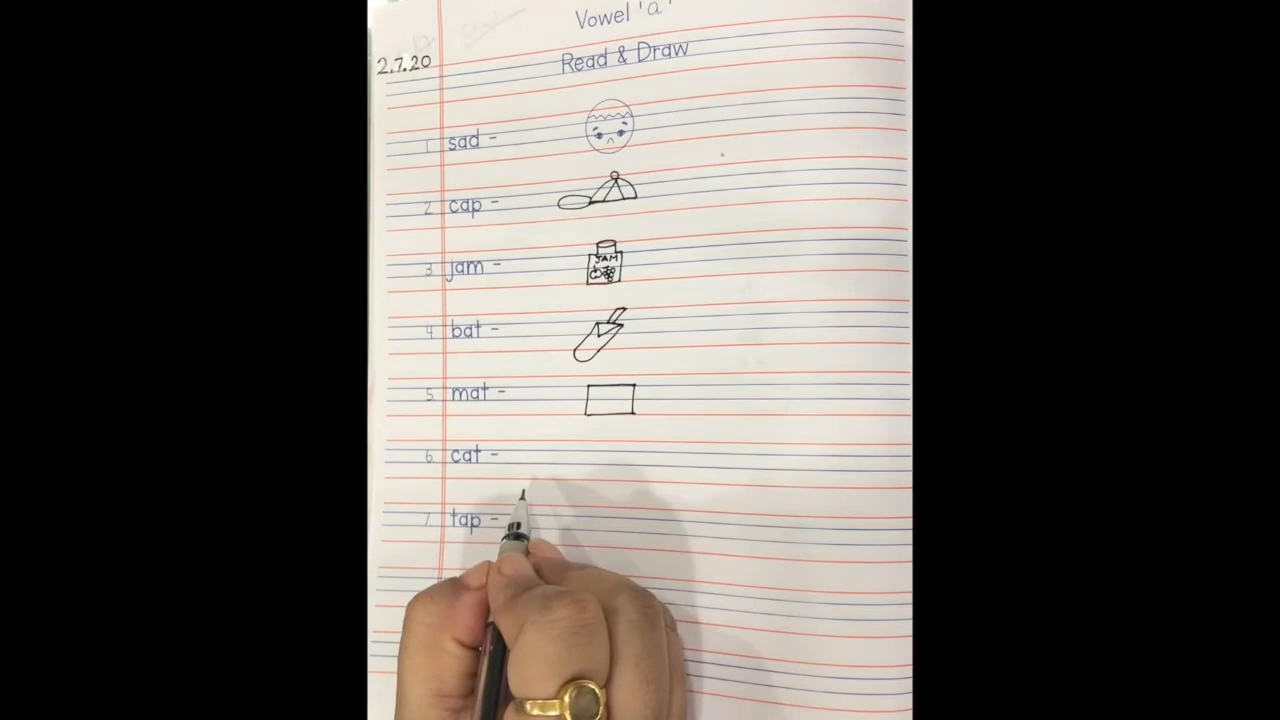 Vowel 'a'
2.7.20
Read & Draw
1 sad -
2 cap -
3 jam -
JAM
4 bat -
5 mat -
6 cat -
7. tap -